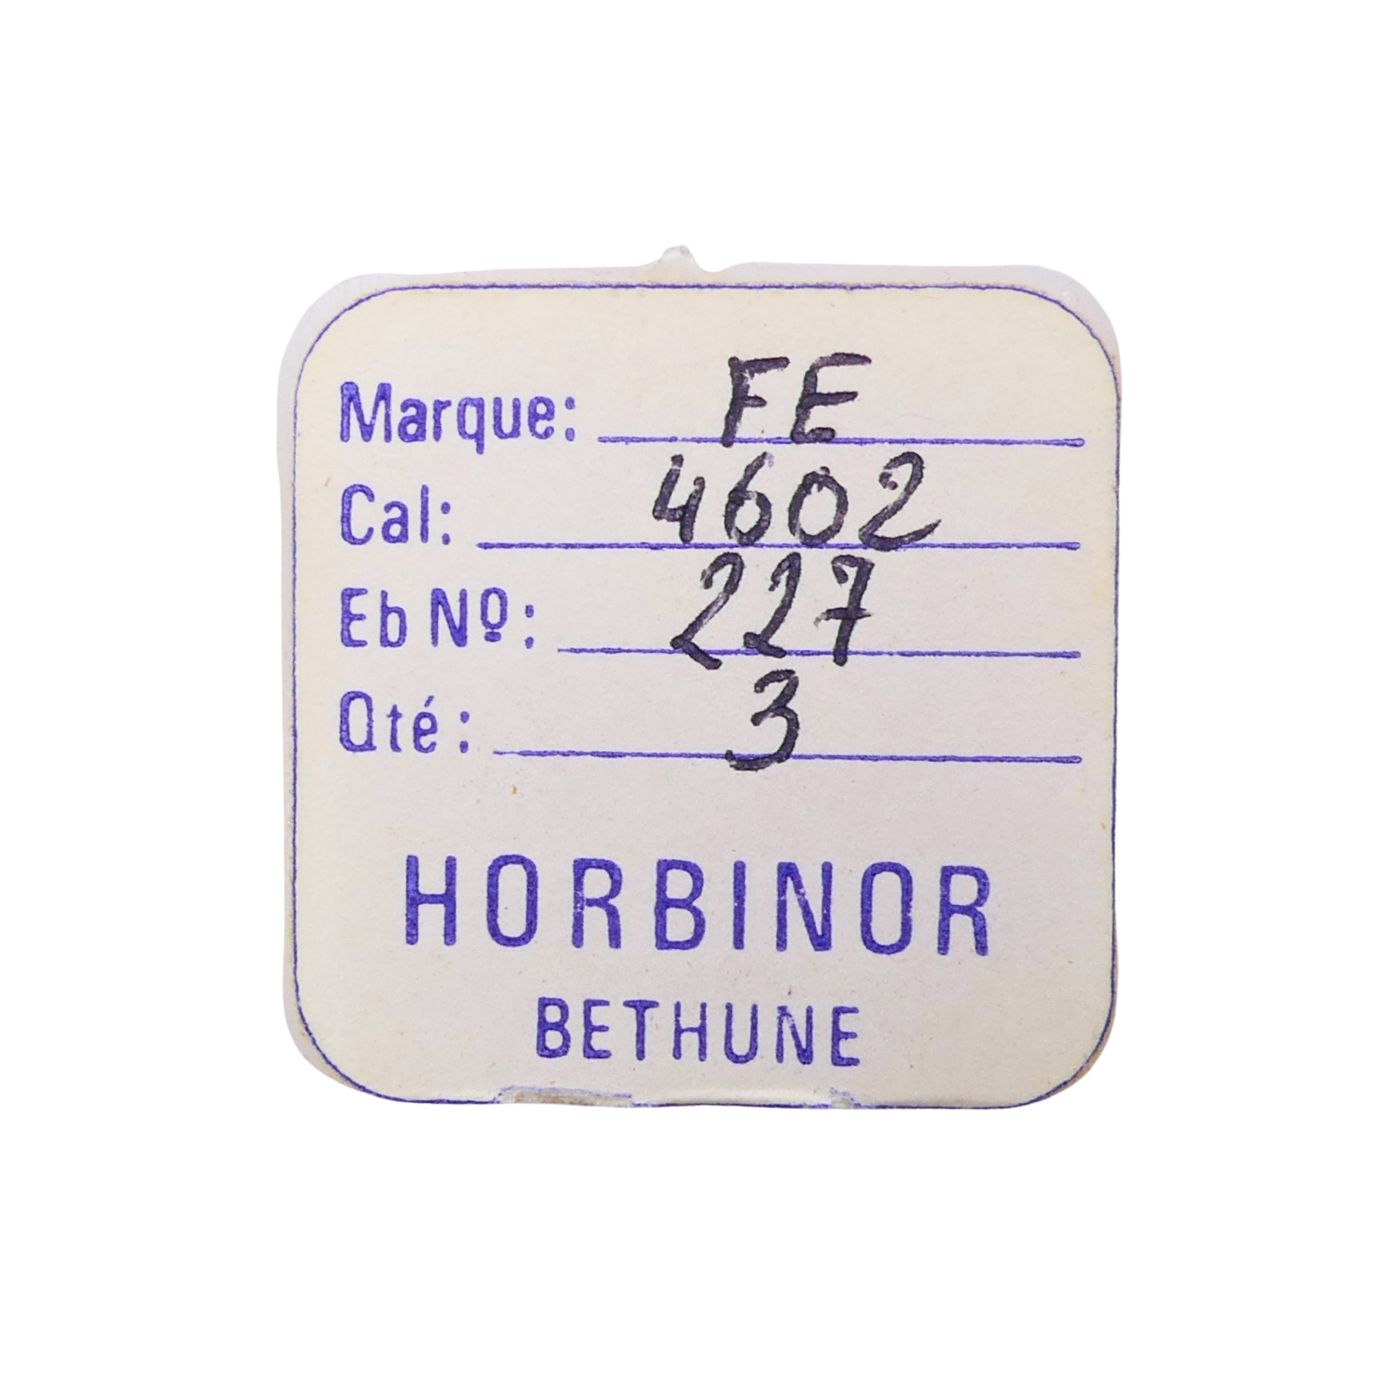 Marque: FE
Cal: 4602
Eb Nº: 227
Qté: 3
HORBINOR
BETHUNE